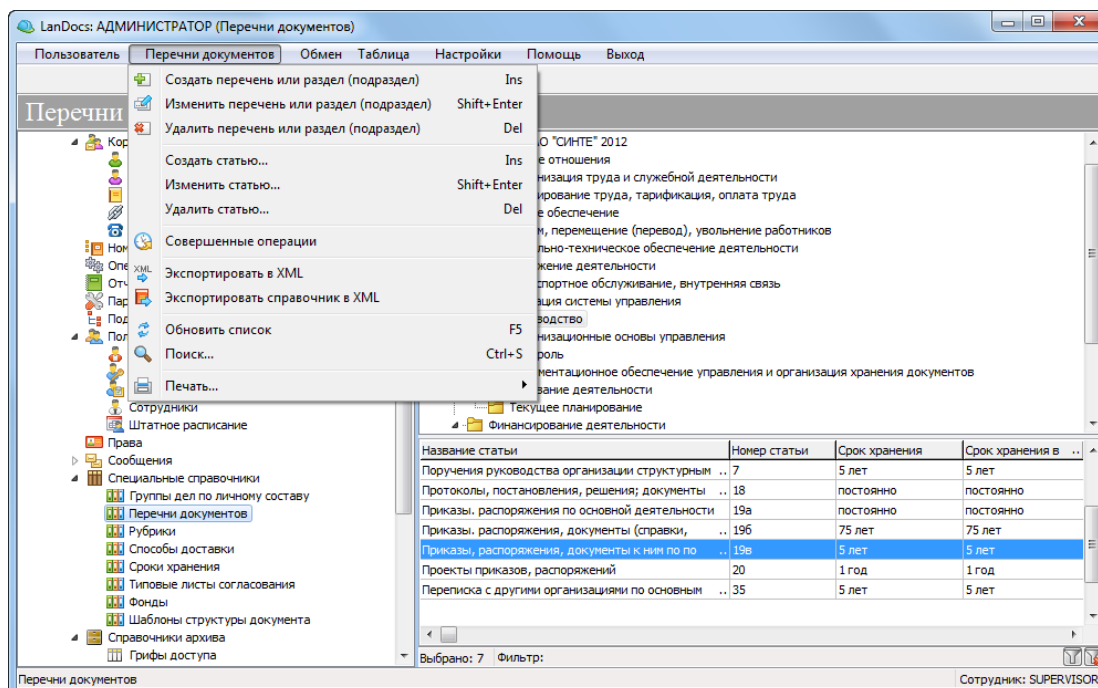 LanDocs: АДМИНИСТРАТОР (Перечни документов)
Пользователь Перечни документов Обмен Таблица Настройки Помощь Выход
Перечни
Создать перечень или раздел (подраздел) Ins
Изменить перечень или раздел (подраздел) Shift+Enter
Удалить перечень или раздел (подраздел) Del
Создать статью... Ins
Изменить статью... Shift+Enter
Удалить статью... Del
Совершенные операции
XML Экспортировать в XML
Экспортировать справочник в XML
Обновить список F5
Поиск... Ctrl+S
Печать...
Кор
Ном
Опе
Отч
Пар
Под
Пол
Сотрудники
Штатное расписание
Права
Сообщения
Специальные справочники
Группы дел по личному составу
Перечни документов
Рубрики
Способы доставки
Сроки хранения
Типовые листы согласования
Фонды
Шаблоны структуры документа
Справочники архива
Грифы доступа
АО "СИНТЕ" 2012
е отношения
низация труда и служебной деятельности
ирование труда, тарификация, оплата труда
е обеспечение
м, перемещение (перевод), увольнение работников
льно-техническое обеспечение деятельности
жение деятельности
спортное обслуживание, внутренняя связь
ация системы управления
водство
низационные основы управления
роль
ментационное обеспечение управления и организация хранения документов
вание деятельности
Текущее планирование
Финансирование деятельности
Название статьи Номер статьи Срок хранения Срок хранения в ..
Поручения руководства организации структурным .. 7 5 лет 5 лет
Протоколы, постановления, решения; документы .. 18 постоянно постоянно
Приказы. распоряжения по основной деятельности 19а постоянно постоянно
Приказы. распоряжения, документы (справки, .. 19б 75 лет 75 лет
Приказы, распоряжения, документы к ним по по .. 19в 5 лет 5 лет
Проекты приказов, распоряжений 20 1 год 1 год
Переписка с другими организациями по основным .. 35 5 лет 5 лет
Выбрано: 7 Фильтр:
Перечни документов Сотрудник: SUPERVISOR